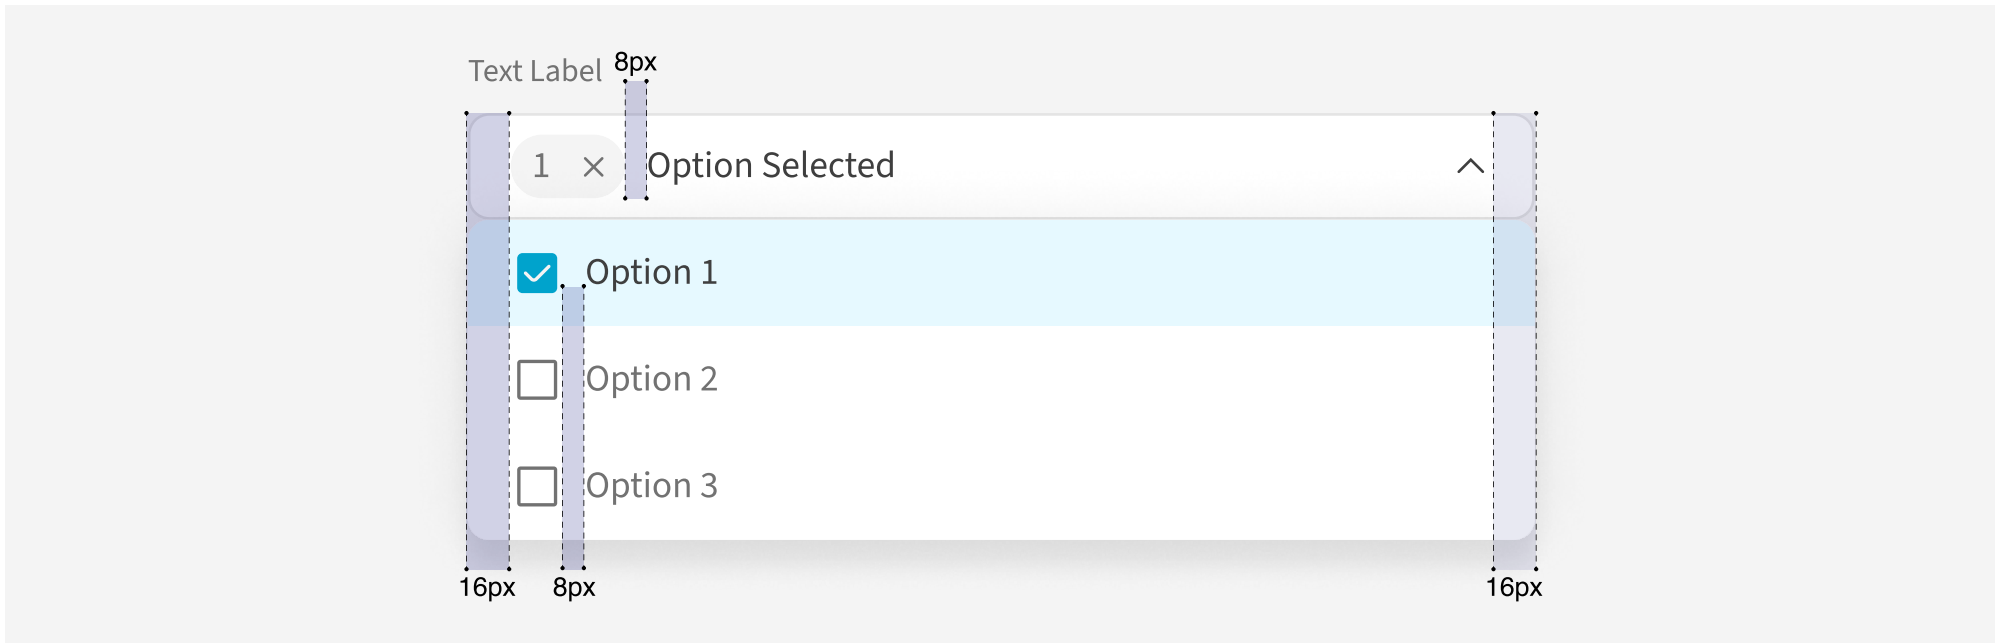 Text Label
8px
1 Option Selected
Option 1
Option 2
Option 3
16px 8px 16px